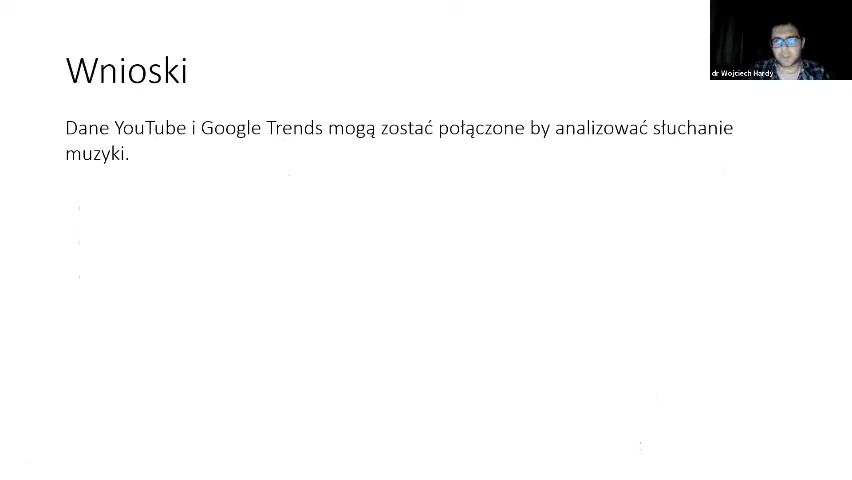 dr Wojciech Hardy
Wnioski
Dane YouTube i Google Trends mogą zostać połączone by analizować słuchanie
muzyki.